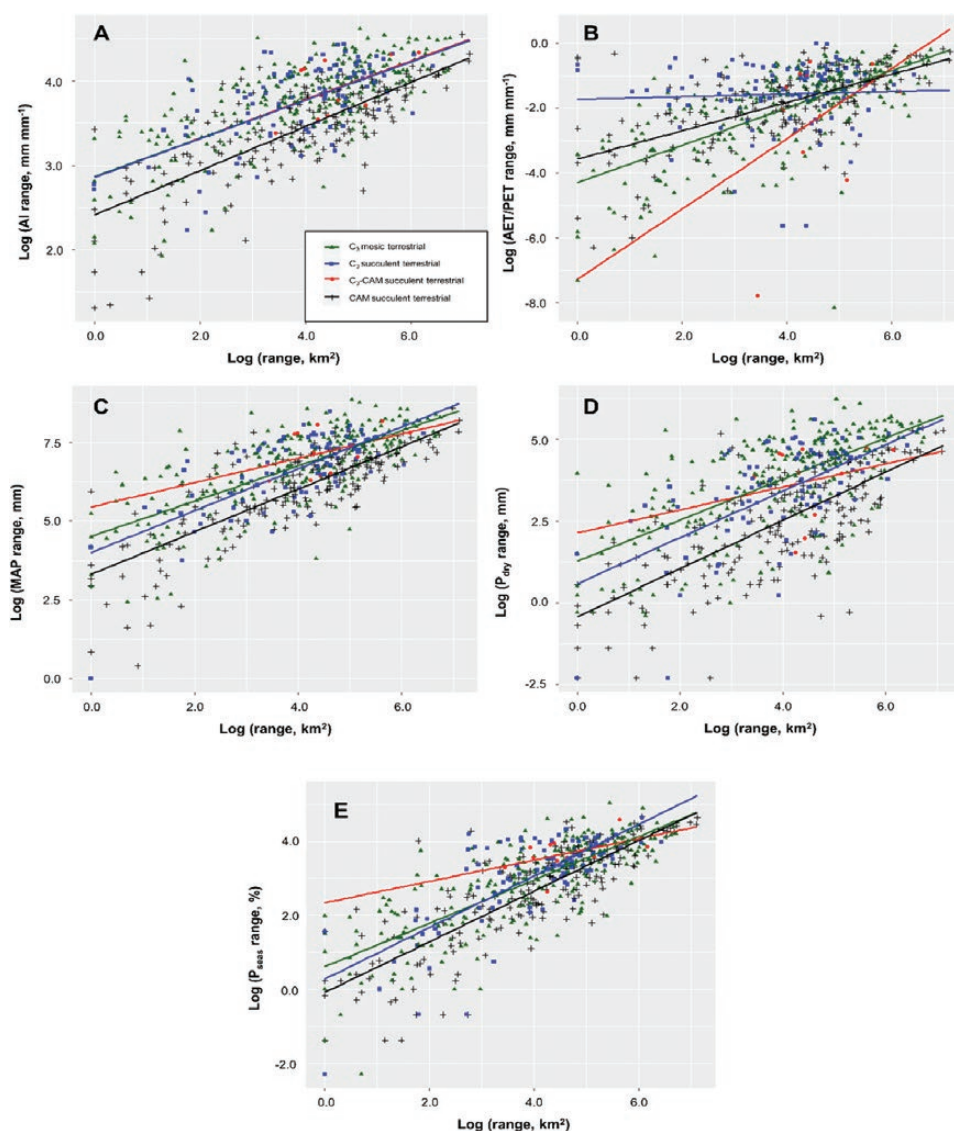 A
Log (AI range, mm mm⁻¹)
4.0
3.0
2.0
C₃ mesic terrestrial
C₃ succulent terrestrial
C₃-CAM succulent terrestrial
CAM succulent terrestrial
0.0 2.0 4.0 6.0
Log (range, km²)
B
Log (AET/PET range, mm mm⁻¹)
0.0
-2.0
-4.0
-6.0
-8.0
0.0 2.0 4.0 6.0
Log (range, km²)
C
Log (MAP range, mm)
7.5
5.0
2.5
0.0
0.0 2.0 4.0 6.0
Log (range, km²)
D
Log (Pdry range, mm)
5.0
2.5
0.0
-2.5
0.0 2.0 4.0 6.0
Log (range, km²)
E
Log (Pseas range, %)
4.0
2.0
0.0
-2.0
0.0 2.0 4.0 6.0
Log (range, km²)